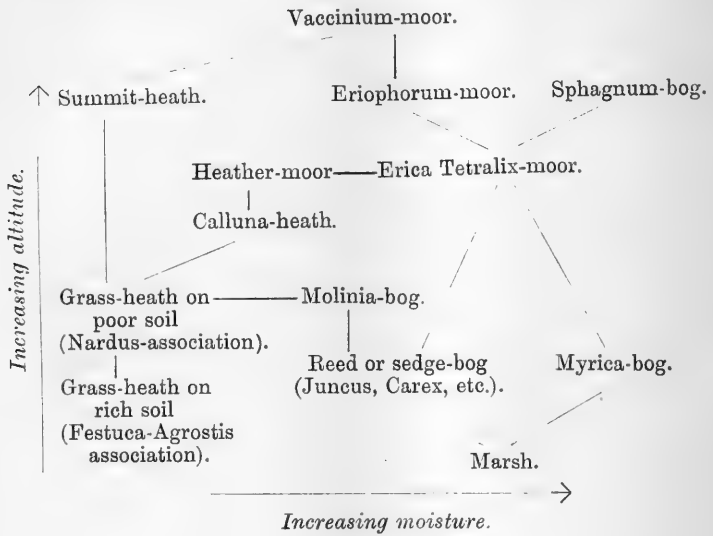 Vaccinium-moor.
↑ Summit-heath. Eriophorum-moor. Sphagnum-bog.
Heather-moor Erica Tetralix-moor.
Calluna-heath.
Increasing altitude.
Grass-heath on Molinia-bog.
poor soil
(Nardus-association).
Reed or sedge-bog Myrica-bog.
Grass-heath on (Juncus, Carex, etc.).
rich soil
(Festuca-Agrostis
association).
Marsh.
Increasing moisture.